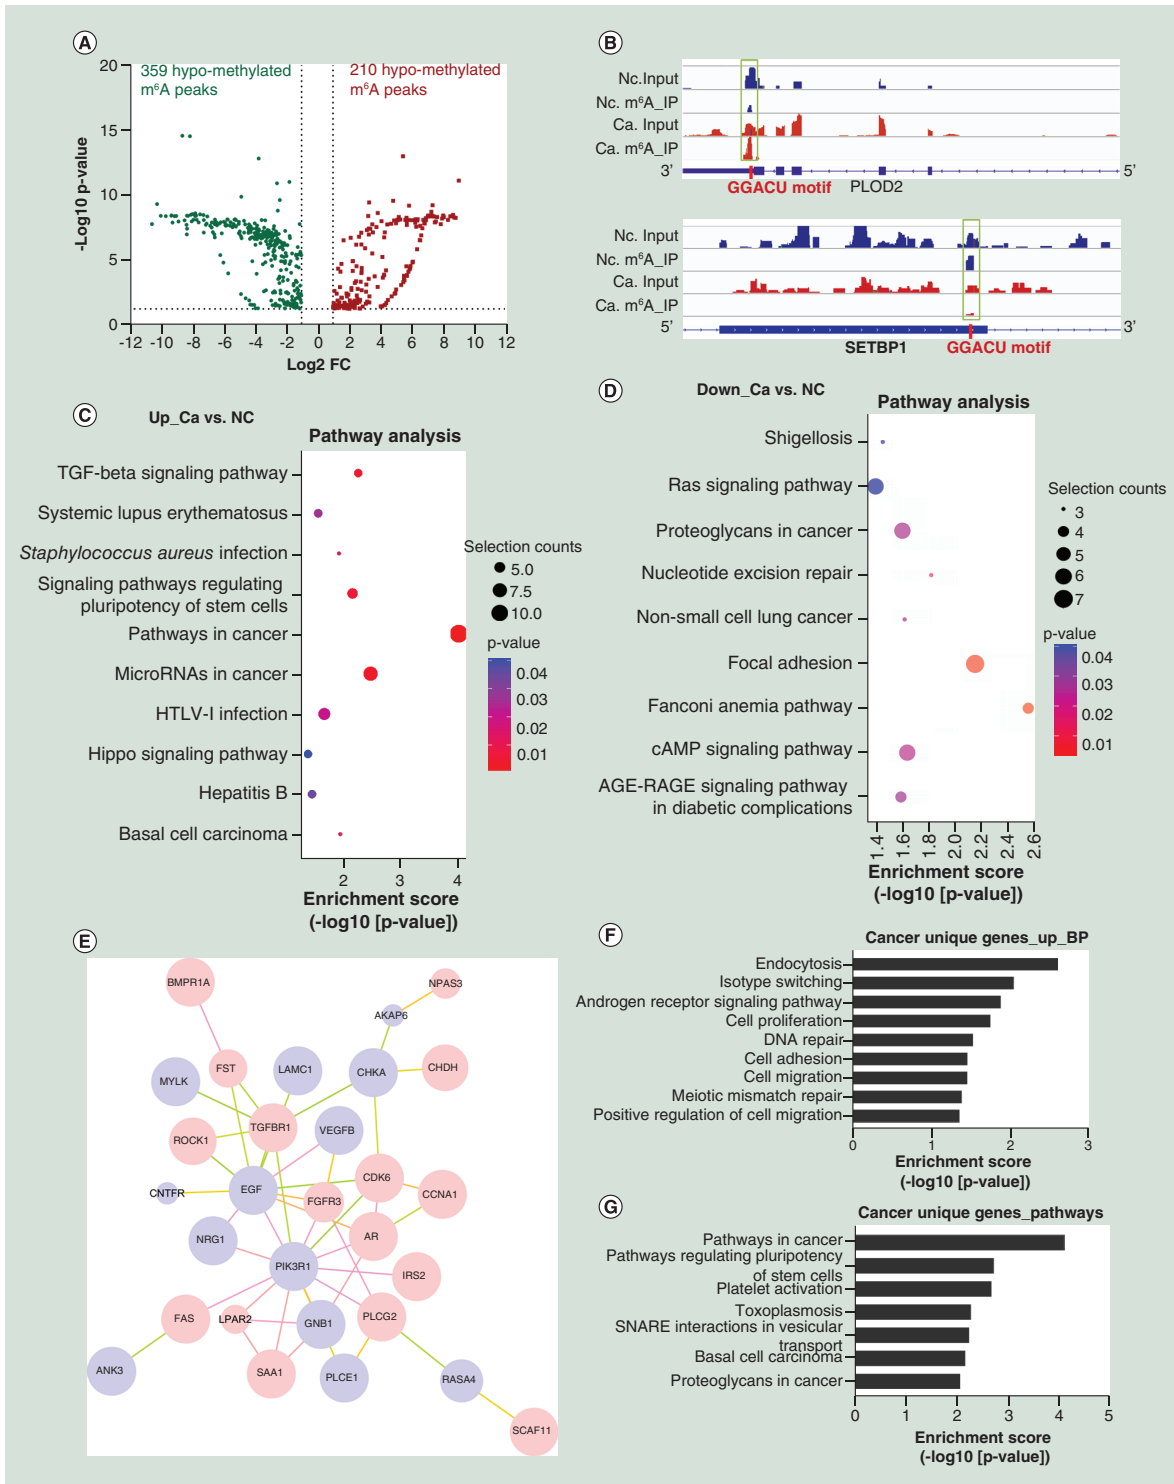 A
359 hypo-methylated
m⁶A peaks
210 hypo-methylated
m⁶A peaks
20
15
10
5
0
-Log10 p-value
-12 -10 -8 -6 -4 -2 0 2 4 6 8 10 12
Log2 FC
B
Nc.Input
Nc. m⁶A_IP
Ca. Input
Ca. m⁶A_IP
3’ 5’
GGACU motif PLOD2
Nc. Input
Nc. m⁶A_IP
Ca. Input
Ca. m⁶A_IP
5’ 3’
SETBP1 GGACU motif
C
Up_Ca vs. NC
Pathway analysis
TGF-beta signaling pathway
Systemic lupus erythematosus
Staphylococcus aureus infection
Signaling pathways regulating
pluripotency of stem cells
Pathways in cancer
MicroRNAs in cancer
HTLV-I infection
Hippo signaling pathway
Hepatitis B
Basal cell carcinoma
2 3 4
Enrichment score
(-log10 [p-value])
Selection counts
5.0
7.5
10.0
p-value
0.04
0.03
0.02
0.01
D
Down_Ca vs. NC
Pathway analysis
Shigellosis
Ras signaling pathway
Proteoglycans in cancer
Nucleotide excision repair
Non-small cell lung cancer
Focal adhesion
Fanconi anemia pathway
cAMP signaling pathway
AGE-RAGE signaling pathway
in diabetic complications
1.4 1.6 1.8 2.0 2.2 2.4 2.6
Enrichment score
(-log10 [p-value])
Selection counts
3
4
5
6
7
p-value
0.04
0.03
0.02
0.01
E
BMPR1A
NPAS3
AKAP6
FST
LAMC1
CHKA
CHDH
MYLK
TGFBR1
VEGFB
ROCK1
CDK6
CNTFR
EGF
FGFR3
CCNA1
NRG1
AR
PIK3R1
IRS2
FAS
LPAR2
GNB1
PLCG2
ANK3
SAA1
PLCE1
RASA4
SCAF11
F
Cancer unique genes_up_BP
Endocytosis
Isotype switching
Androgen receptor signaling pathway
Cell proliferation
DNA repair
Cell adhesion
Cell migration
Meiotic mismatch repair
Positive regulation of cell migration
0 1 2 3
Enrichment score
(-log10 [p-value])
G
Cancer unique genes_pathways
Pathways in cancer
Pathways regulating pluripotency
of stem cells
Platelet activation
Toxoplasmosis
SNARE interactions in vesicular
transport
Basal cell carcinoma
Proteoglycans in cancer
0 1 2 3 4 5
Enrichment score
(-log10 [p-value])